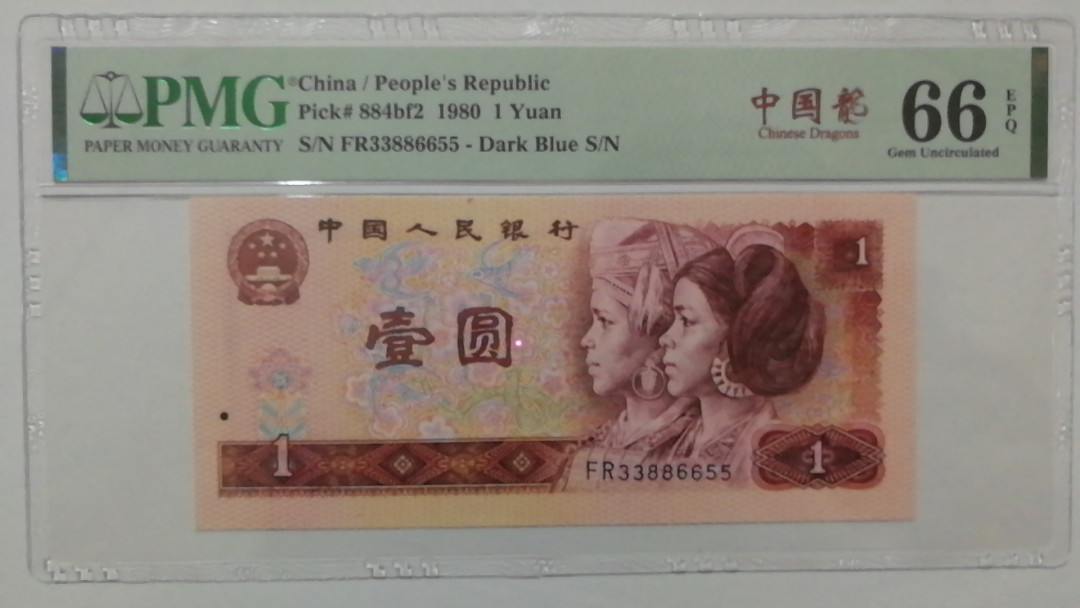 PMG
PAPER MONEY GUARANTY
China / People's Republic
Pick# 884bf2 1980 1 Yuan
S/N FR33886655 - Dark Blue S/N
中国龍
Chinese Dragons
66
EPQ
Gem Uncirculated
中国人民银行
1
壹圆
1
FR33886655
1